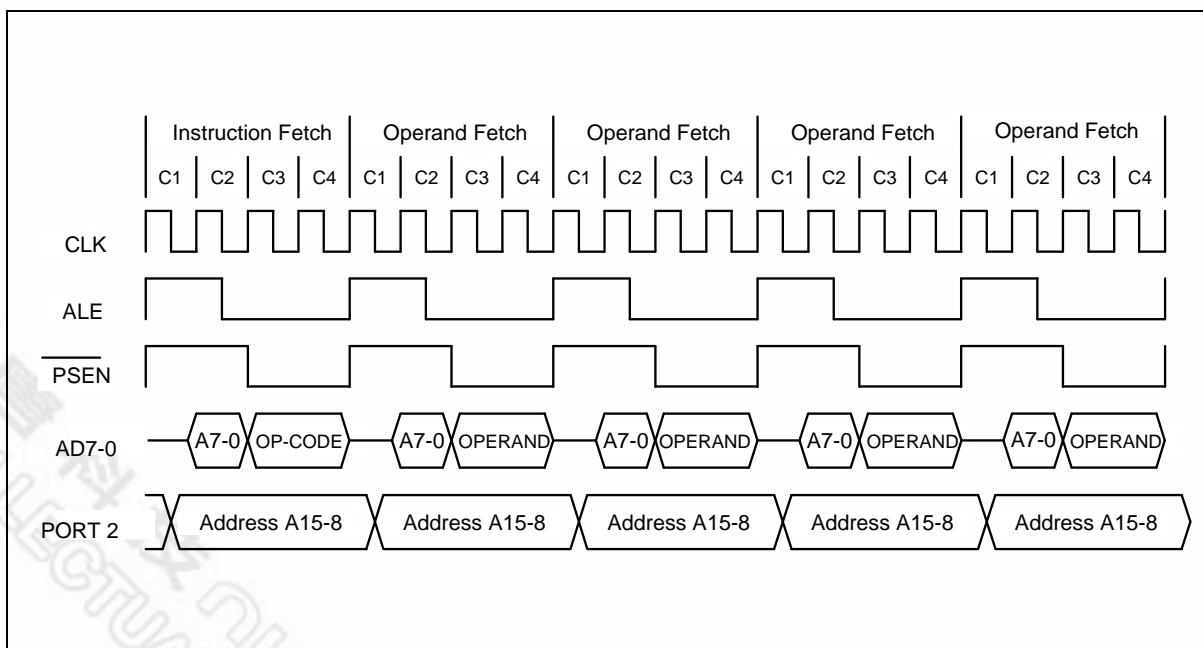 Instruction Fetch Operand Fetch Operand Fetch Operand Fetch Operand Fetch
C1 C2 C3 C4 C1 C2 C3 C4 C1 C2 C3 C4 C1 C2 C3 C4 C1 C2 C3 C4
CLK
ALE
PSEN
AD7-0 A7-0 OP-CODE A7-0 OPERAND A7-0 OPERAND A7-0 OPERAND A7-0 OPERAND
PORT 2 Address A15-8 Address A15-8 Address A15-8 Address A15-8 Address A15-8